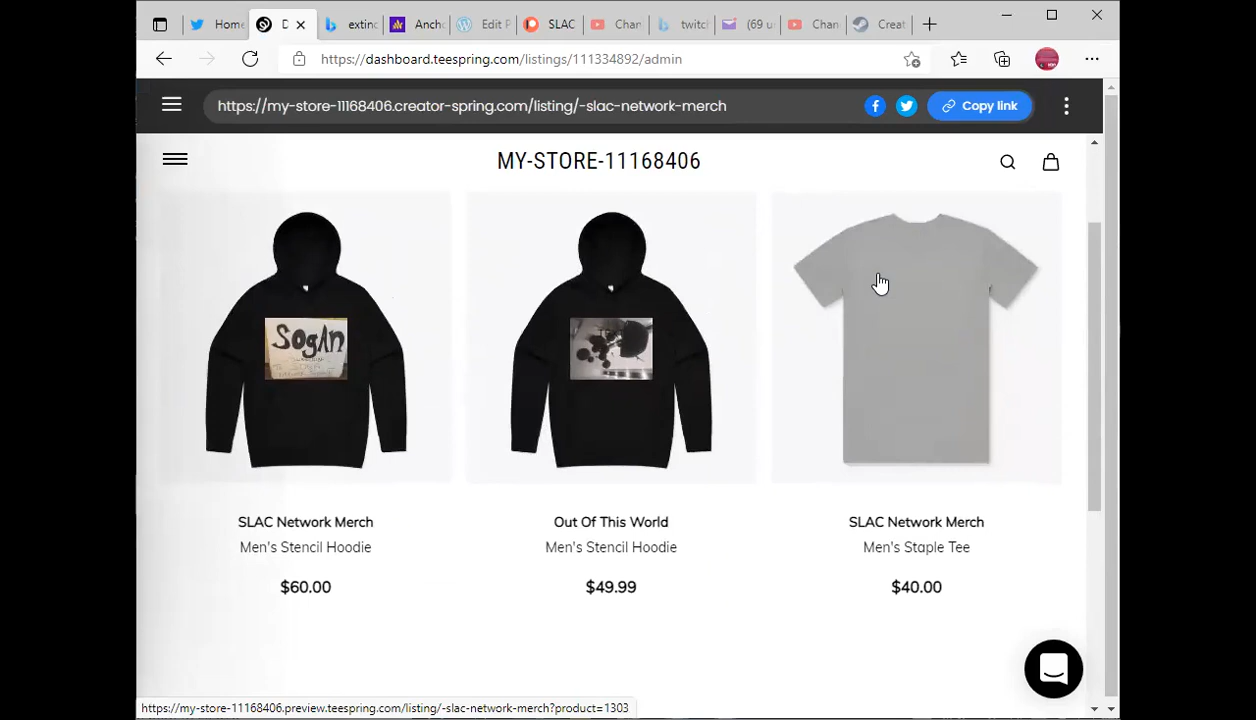 Hom
D
extinc
Ancho
Edit P
SLAC
Chan
twitch
(69 u
Chan
Creat
https://dashboard.teespring.com/listings/111334892/admin
https://my-store-11168406.creator-spring.com/listing/-slac-network-merch
Copy link
MY-STORE-11168406
Sogan
SLAC Network Merch
Men's Stencil Hoodie
$60.00
Out Of This World
Men's Stencil Hoodie
$49.99
SLAC Network Merch
Men's Staple Tee
$40.00
https://my-store-11168406.preview.teespring.com/listing/-slac-network-merch?product=1303